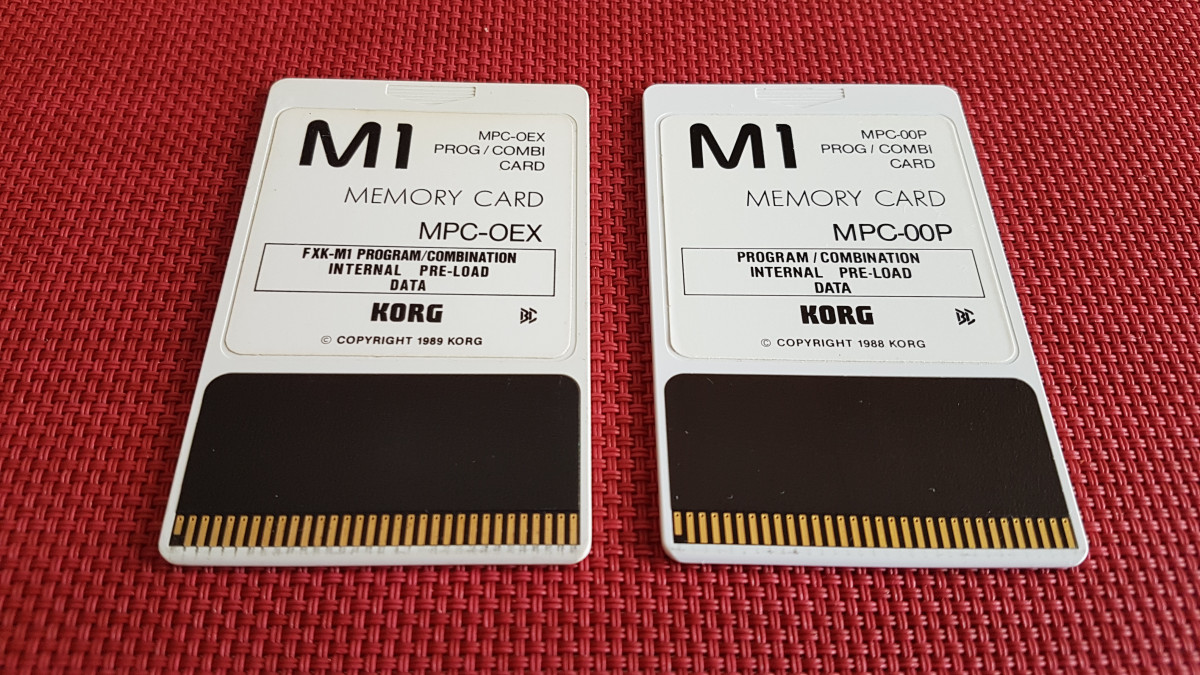 M1
MPC-OEX
PROG / COMBI
CARD
MEMORY CARD
MPC-OEX
FXK-M1 PROGRAM/COMBINATION
INTERNAL PRE-LOAD
DATA
KORG
© COPYRIGHT 1989 KORG
M1
MPC-00P
PROG / COMBI
CARD
MEMORY CARD
MPC-00P
PROGRAM / COMBINATION
INTERNAL PRE-LOAD
DATA
KORG
© COPYRIGHT 1988 KORG